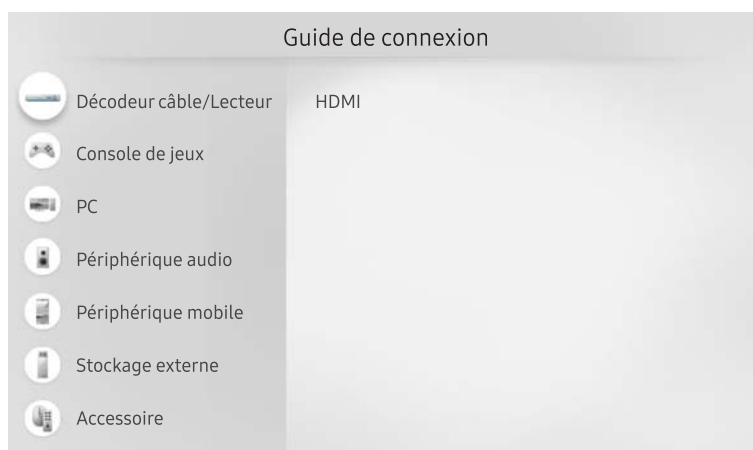 Guide de connexion
Décodeur câble/Lecteur
HDMI
Console de jeux
PC
Périphérique audio
Périphérique mobile
Stockage externe
Accessoire